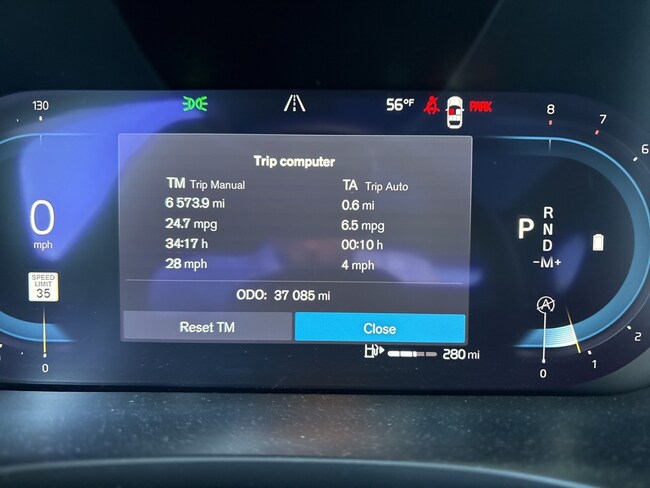 130
56°F
PARK
8
7
6
Trip computer
TM Trip Manual
TA Trip Auto
6 573.9 mi
0.6 mi
24.7 mpg
6.5 mpg
34:17 h
00:10 h
28 mph
4 mph
ODO: 37 085 mi
Reset TM
Close
0
mph
SPEED
LIMIT
35
P
R
N
D
-M+
A
280 mi
0
0
1
2